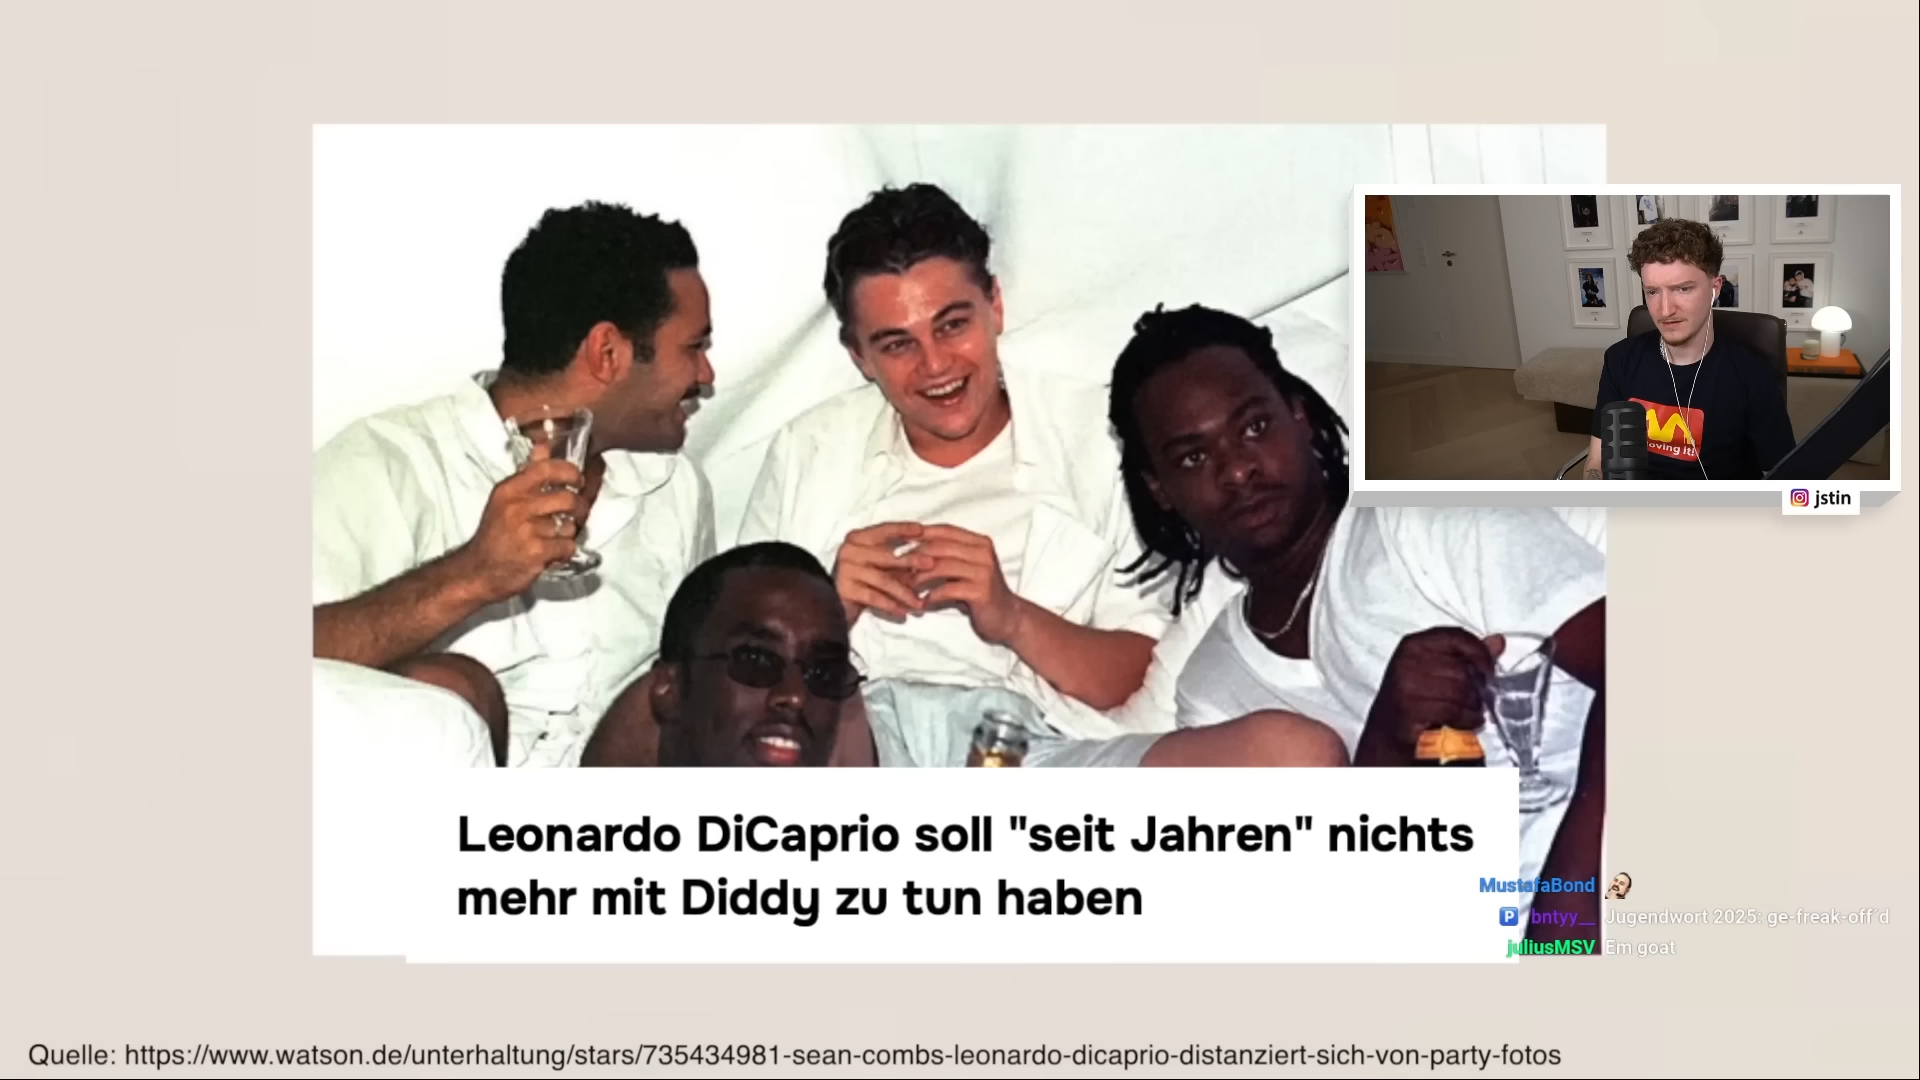 oving it!
jstin
Leonardo DiCaprio soll "seit Jahren" nichts
mehr mit Diddy zu tun haben
MustafaBond
P bntyy__ Jugendwort 2025: ge-freak-off´d
juliusMSV Em goat
Quelle: https://www.watson.de/unterhaltung/stars/735434981-sean-combs-leonardo-dicaprio-distanziert-sich-von-party-fotos